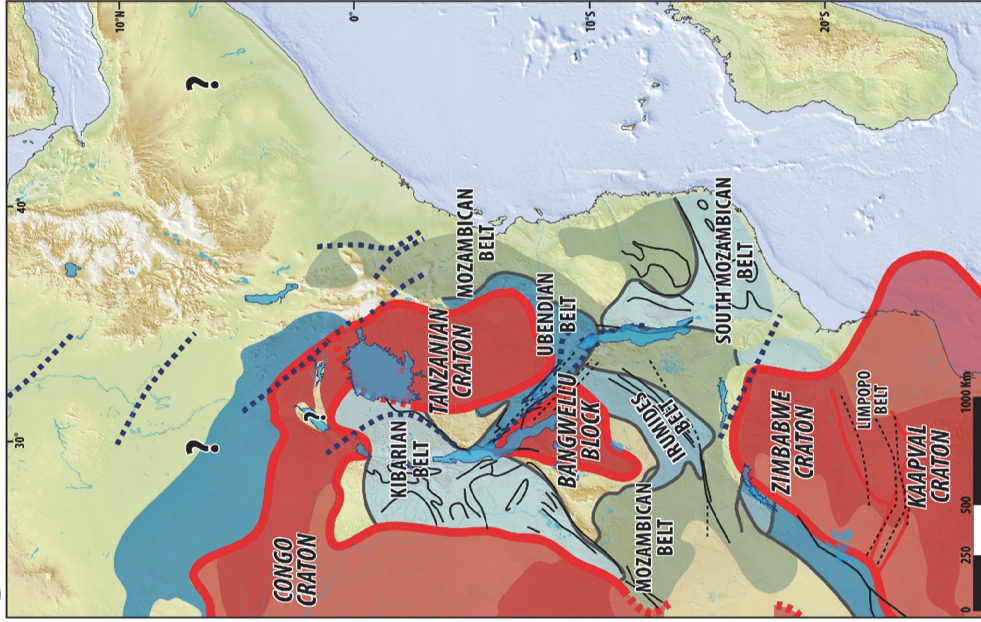 10°N
0°
10°S
20°S
40°
30°
?
?
?
MOZAMBICAN
BELT
TANZANIAN
CRATON
UBENDIAN
BELT
SOUTH MOZAMBICAN
BELT
KIBARIAN
BELT
BANGWELIU
BLOCK
IRUMIDES
BELT
CONGO
CRATON
MOZAMBICAN
BELT
ZIMBABWE
CRATON
LIMPOPO
BELT
KAAPVAL
CRATON
0
250
500
1000 Km